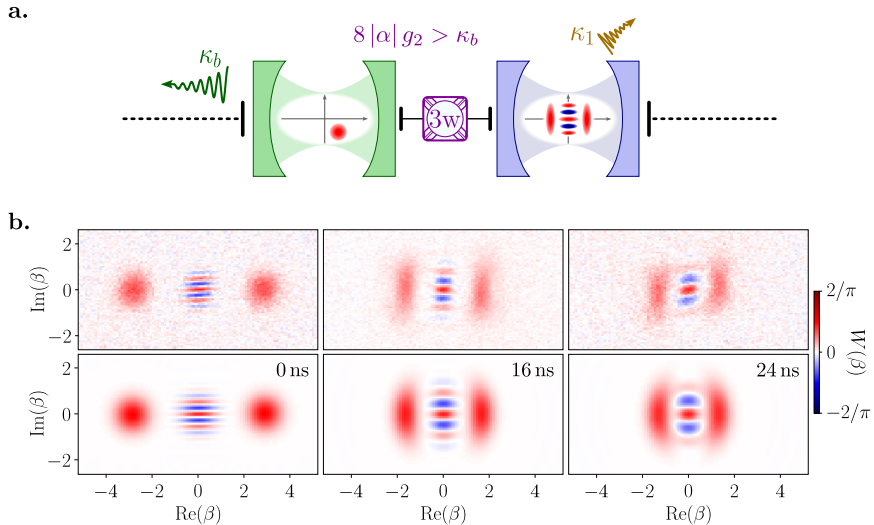 a.
8 |α| g₂ > κ_b
κ_b
κ₁
3w
b.
Im(β)
2
0
−2
Im(β)
2
0
−2
0 ns
16 ns
24 ns
−4 −2 0 2 4
−4 −2 0 2 4
−4 −2 0 2 4
Re(β)
Re(β)
Re(β)
2/π
0
−2/π
W(β)